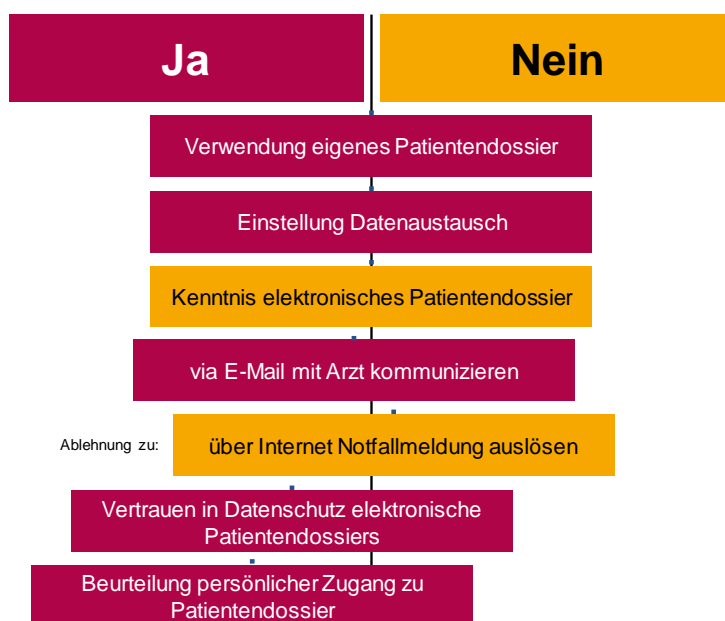 Ja
Nein
Verwendung eigenes Patientendossier
Einstellung Datenaustausch
Kenntnis elektronisches Patientendossier
via E-Mail mit Arzt kommunizieren
Ablehnung zu:
über Internet Notfallmeldung auslösen
Vertrauen in Datenschutz elektronische
Patientendossiers
Beurteilung persönlicher Zugang zu
Patientendossier